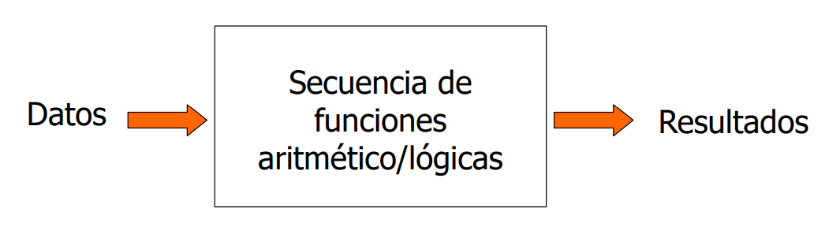 Datos
Secuencia de
funciones
aritmético/lógicas
Resultados